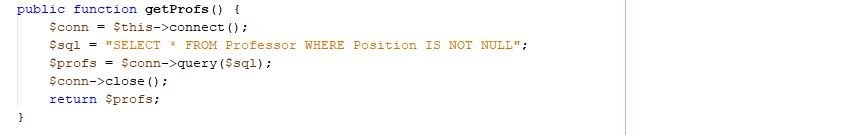 public function getProfs() {
$conn = $this->connect();
$sql = "SELECT * FROM Professor WHERE Position IS NOT NULL";
$profs = $conn->query($sql);
$conn->close();
return $profs;
}